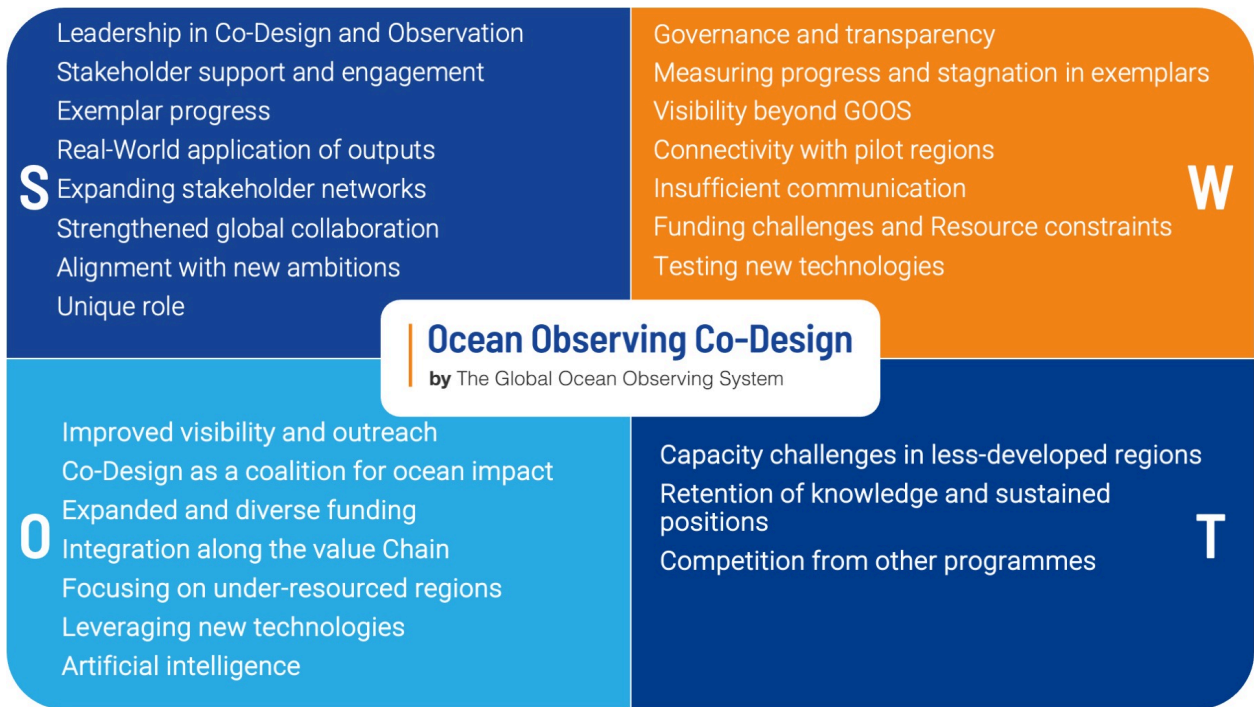 Leadership in Co-Design and Observation
Stakeholder support and engagement
Exemplar progress
Real-World application of outputs
Expanding stakeholder networks
Strengthened global collaboration
Alignment with new ambitions
Unique role
S
Governance and transparency
Measuring progress and stagnation in exemplars
Visibility beyond GOOS
Connectivity with pilot regions
Insufficient communication
Funding challenges and Resource constraints
Testing new technologies
W
Ocean Observing Co-Design
by The Global Ocean Observing System
Improved visibility and outreach
Co-Design as a coalition for ocean impact
Expanded and diverse funding
Integration along the value Chain
Focusing on under-resourced regions
Leveraging new technologies
Artificial intelligence
O
Capacity challenges in less-developed regions
Retention of knowledge and sustained
positions
Competition from other programmes
T